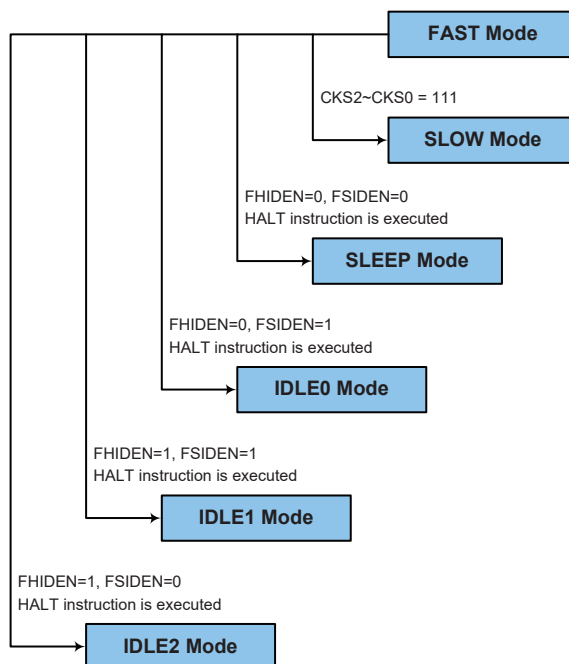 FAST Mode
CKS2~CKS0 = 111
SLOW Mode
FHIDEN=0, FSIDEN=0
HALT instruction is executed
SLEEP Mode
FHIDEN=0, FSIDEN=1
HALT instruction is executed
IDLE0 Mode
FHIDEN=1, FSIDEN=1
HALT instruction is executed
IDLE1 Mode
FHIDEN=1, FSIDEN=0
HALT instruction is executed
IDLE2 Mode